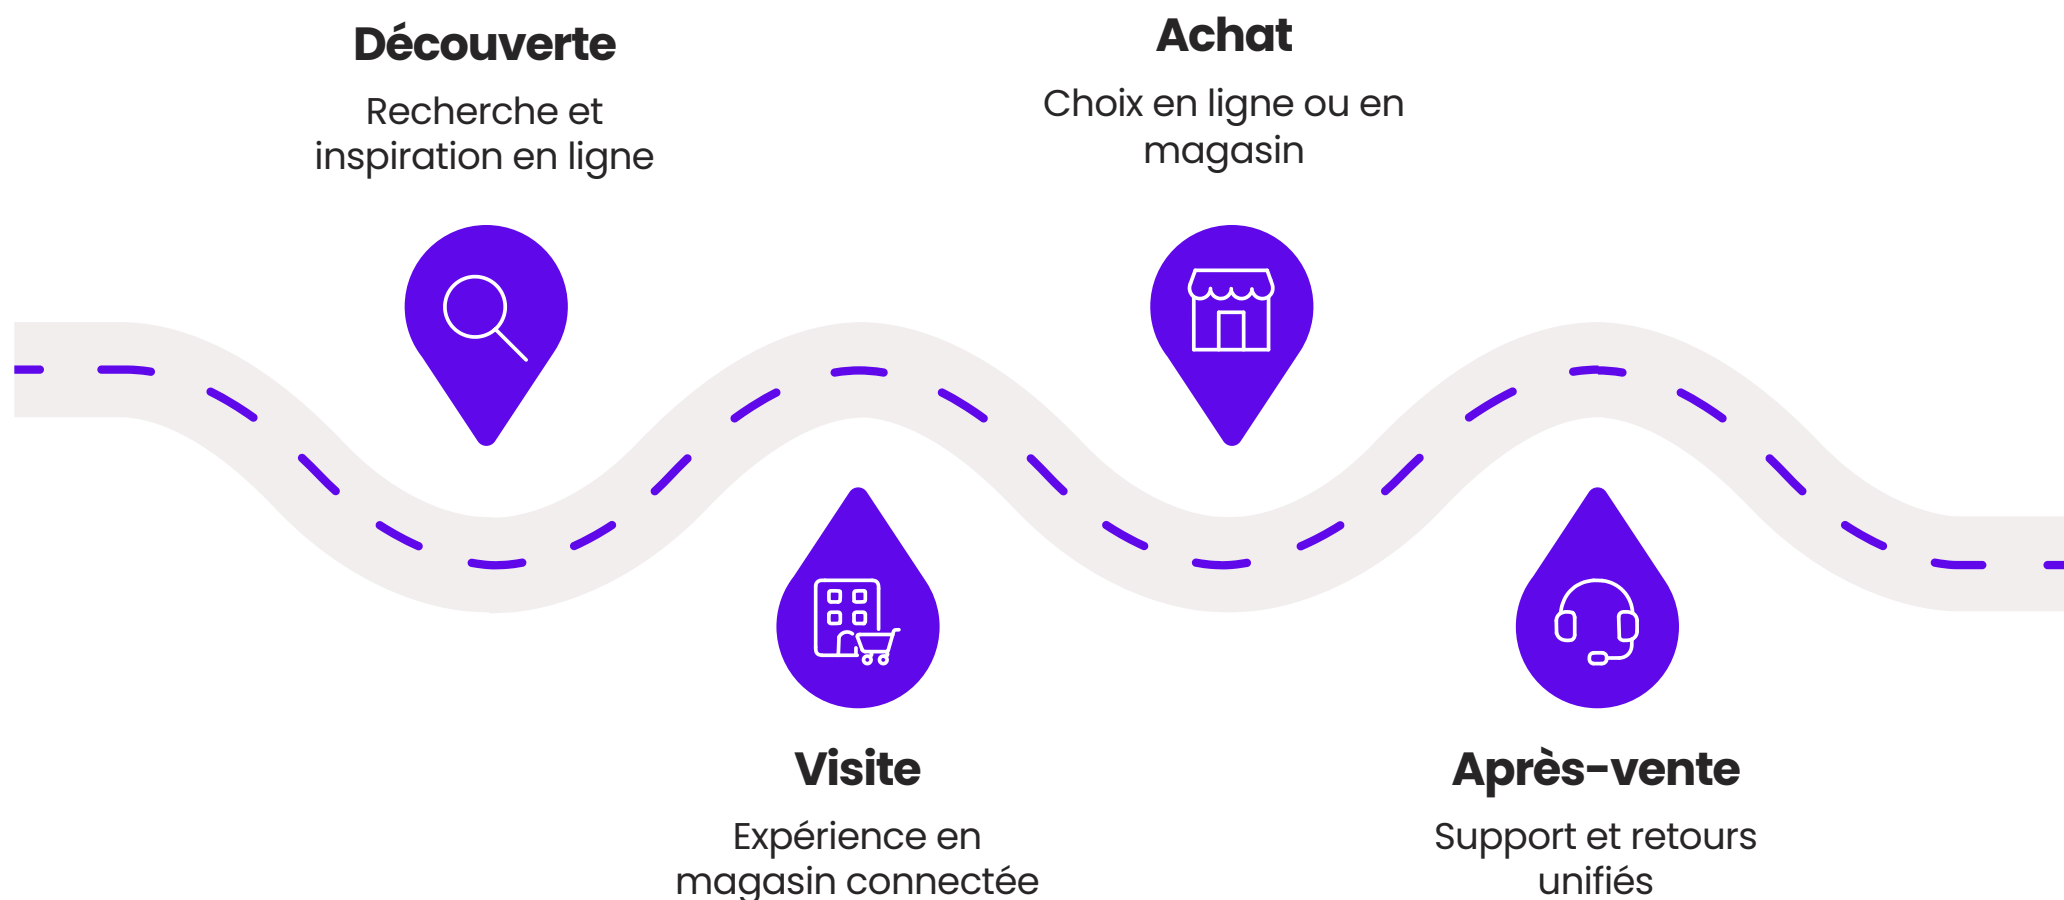 Découverte
Recherche et
inspiration en ligne
Visite
Expérience en
magasin connectée
Achat
Choix en ligne ou en
magasin
Après-vente
Support et retours
unifiés